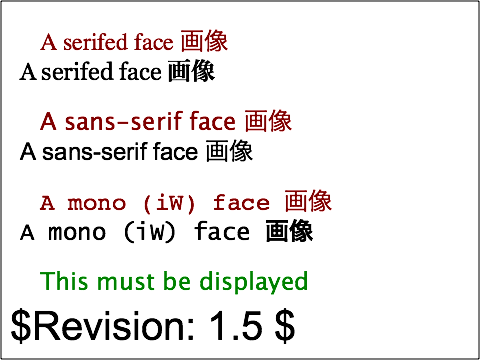 A serifed face 画像
A serifed face 画像
A sans-serif face 画像
A sans-serif face 画像
A mono (iW) face 画像
A mono (iW) face 画像
This must be displayed
$Revision: 1.5 $